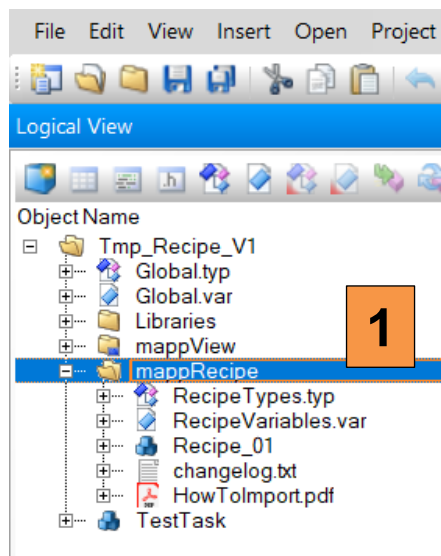 File Edit View Insert Open Project
Logical View
Object Name
Tmp_Recipe_V1
Global.typ
Global.var
Libraries
mappView
1
mappRecipe
RecipeTypes.typ
RecipeVariables.var
Recipe_01
changelog.txt
HowToImport.pdf
TestTask